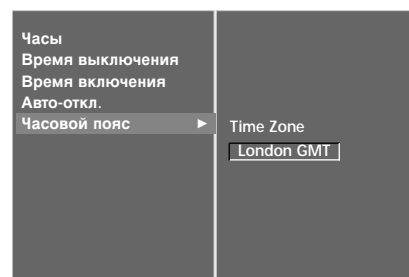 Часы
Время выключения
Время включения
Авто-откл.
Часовой пояс ►
Time Zone
London GMT